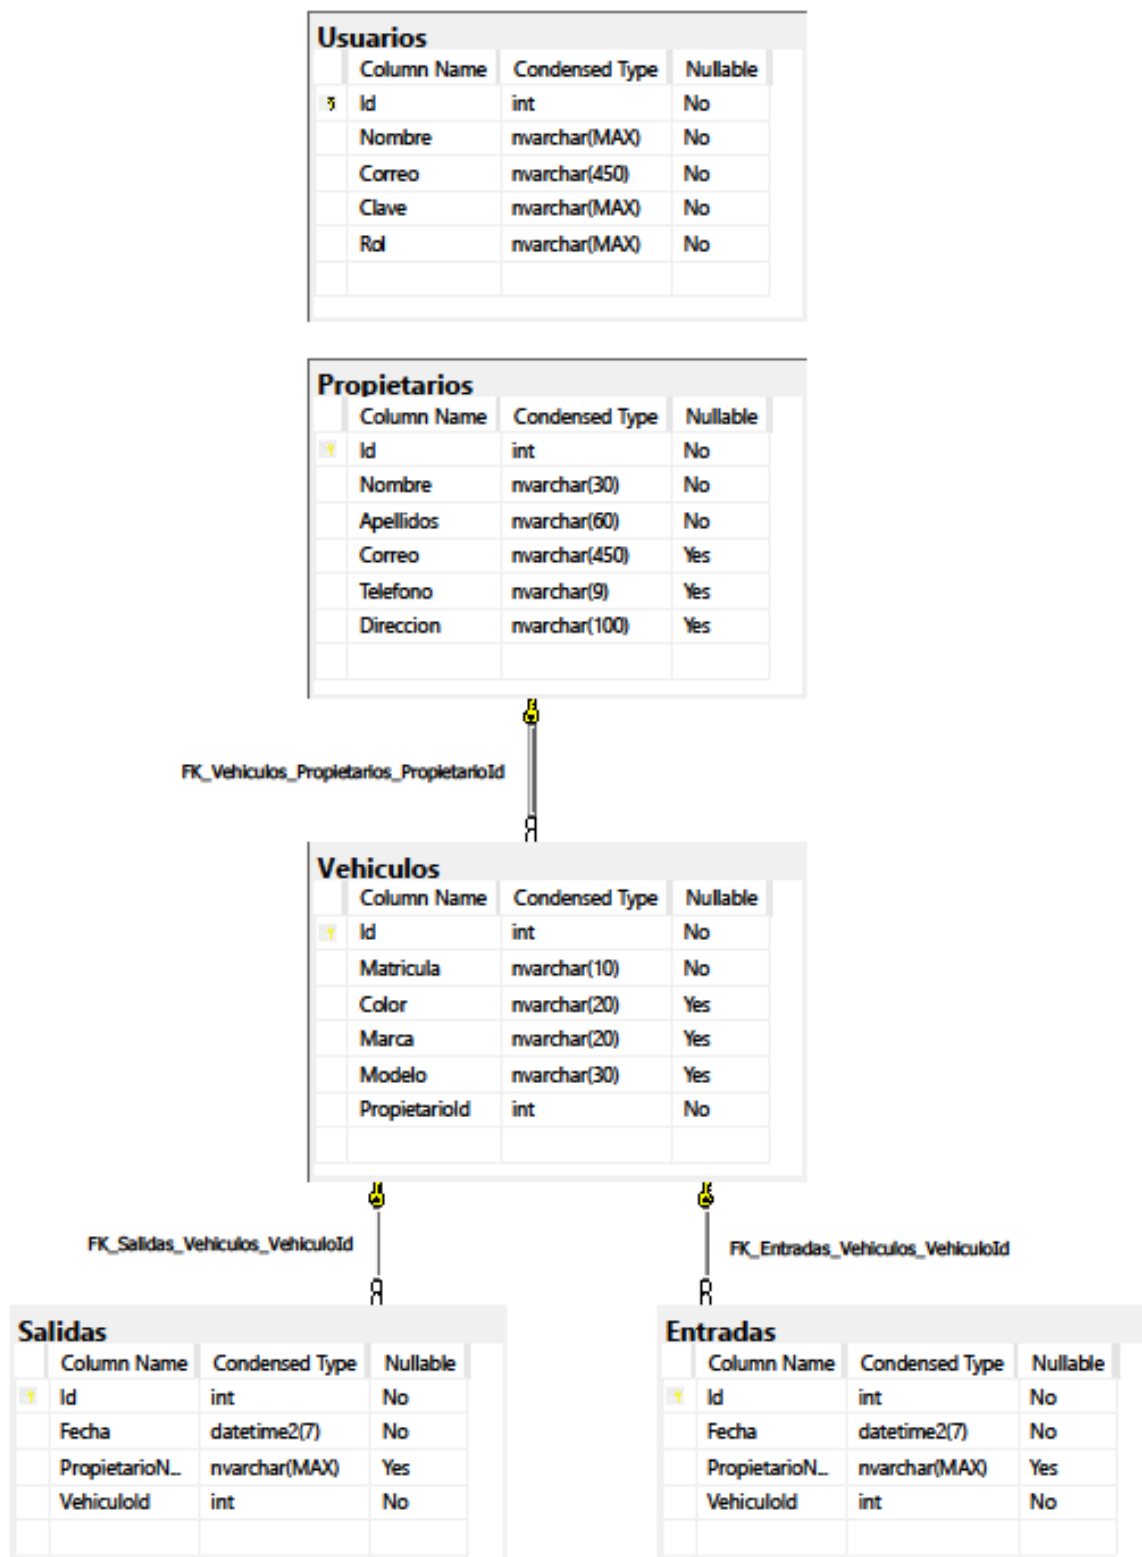 Usuarios
Column Name Condensed Type Nullable
Id int No
Nombre nvarchar(MAX) No
Correo nvarchar(450) No
Clave nvarchar(MAX) No
Rol nvarchar(MAX) No
Propietarios
Column Name Condensed Type Nullable
Id int No
Nombre nvarchar(30) No
Apellidos nvarchar(60) No
Correo nvarchar(450) Yes
Telefono nvarchar(9) Yes
Direccion nvarchar(100) Yes
FK_Vehiculos_Propietarios_PropietarioId
Vehiculos
Column Name Condensed Type Nullable
Id int No
Matricula nvarchar(10) No
Color nvarchar(20) Yes
Marca nvarchar(20) Yes
Modelo nvarchar(30) Yes
PropietarioId int No
FK_Salidas_Vehiculos_VehiculoId
FK_Entradas_Vehiculos_VehiculoId
Salidas
Column Name Condensed Type Nullable
Id int No
Fecha datetime2(7) No
PropietarioN... nvarchar(MAX) Yes
VehiculoId int No
Entradas
Column Name Condensed Type Nullable
Id int No
Fecha datetime2(7) No
PropietarioN... nvarchar(MAX) Yes
VehiculoId int No